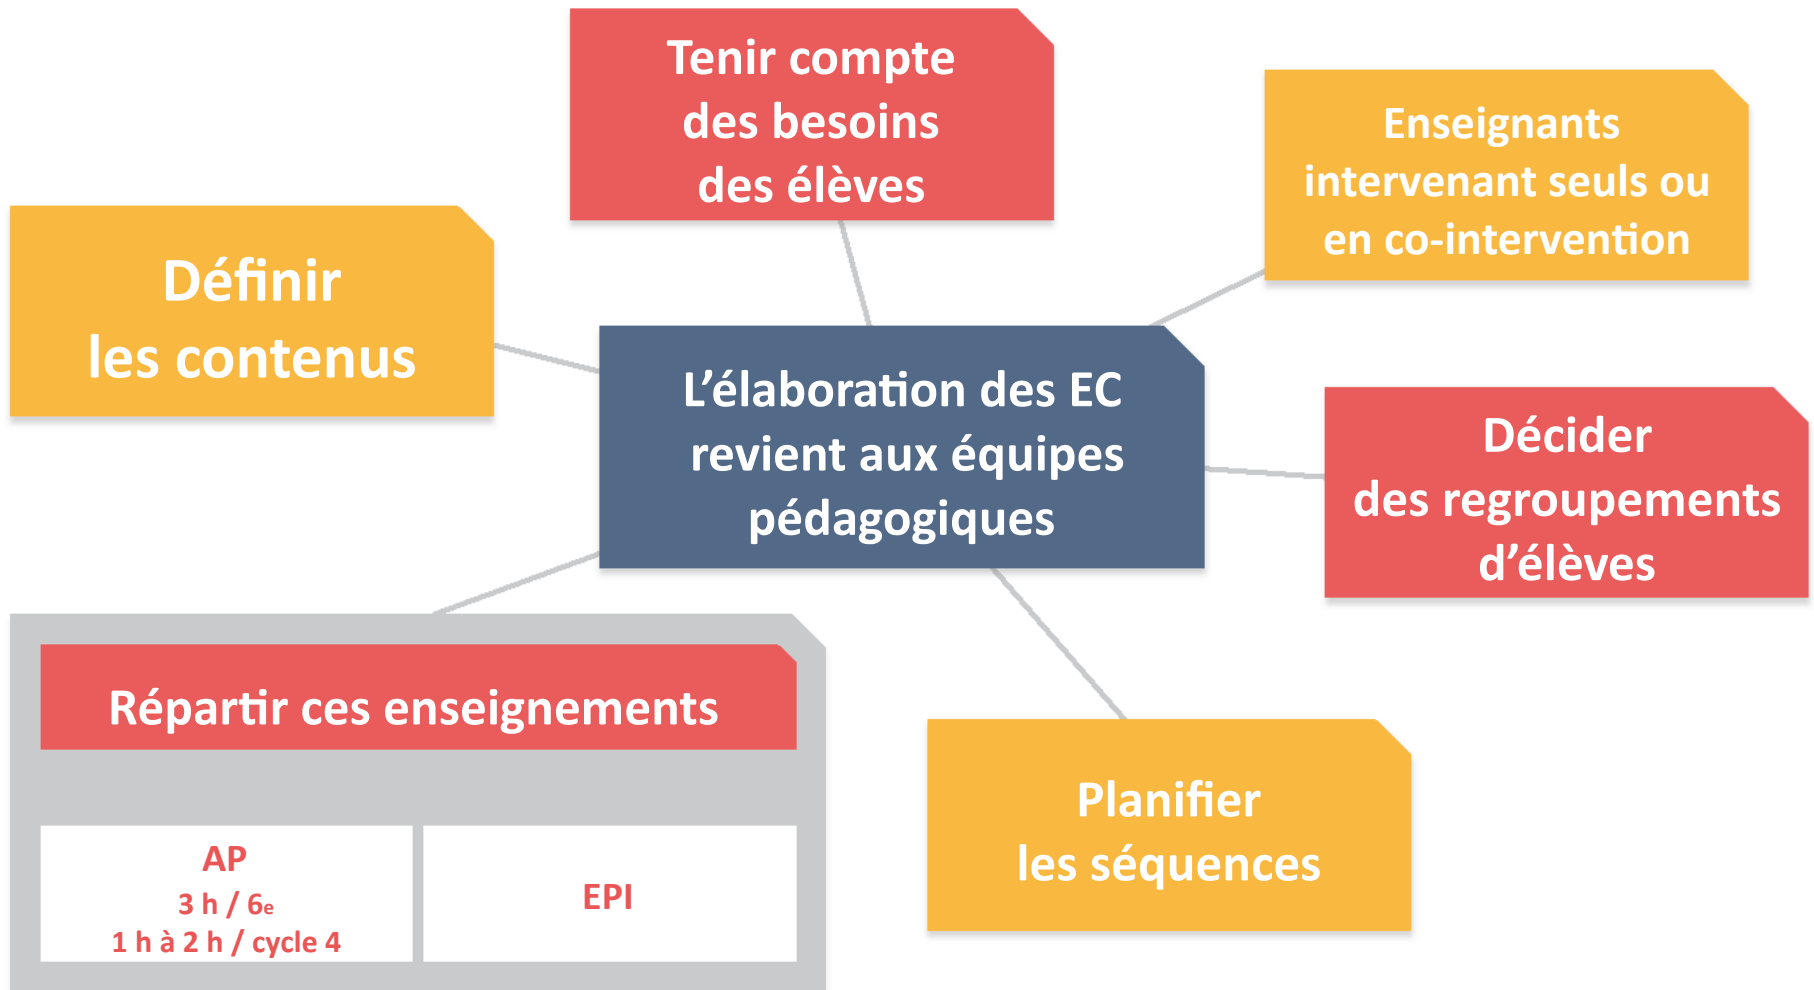 Tenir compte
des besoins
des élèves
Enseignants
intervenant seuls ou
en co-intervention
Définir
les contenus
L’élaboration des EC
revient aux équipes
pédagogiques
Décider
des regroupements
d’élèves
Répartir ces enseignements
AP
3 h / 6e
1 h à 2 h / cycle 4
EPI
Planifier
les séquences